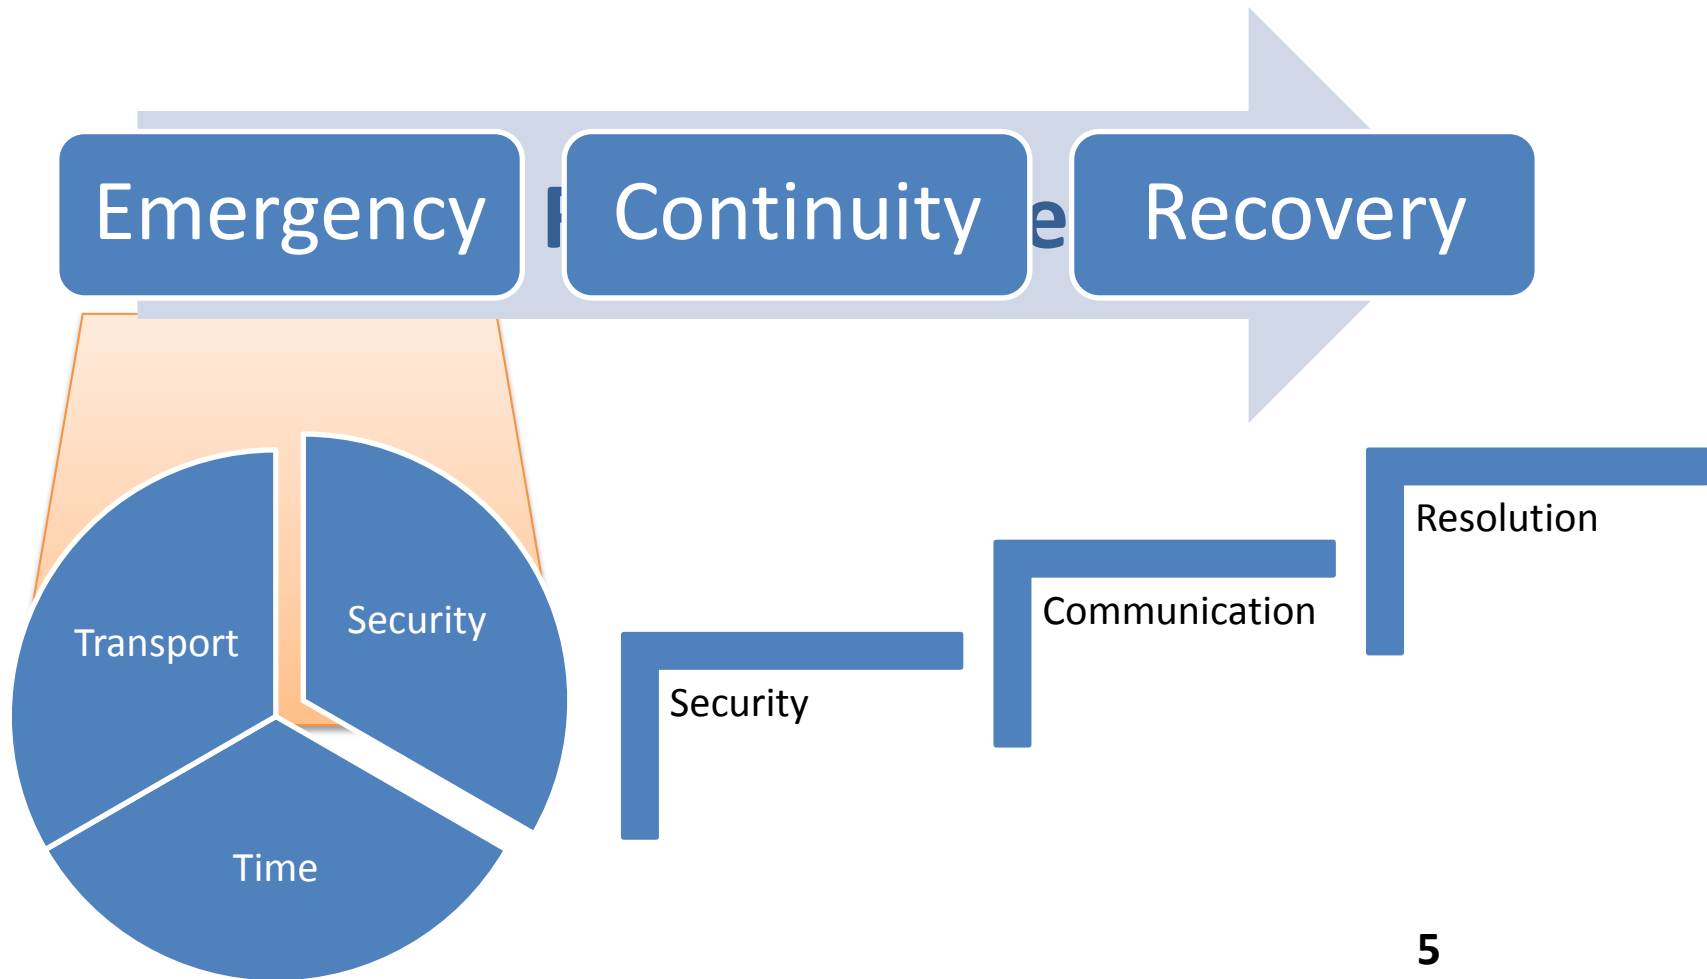 Emergency
Continuity
Recovery
Transport
Security
Time
Security
Communication
Resolution
5